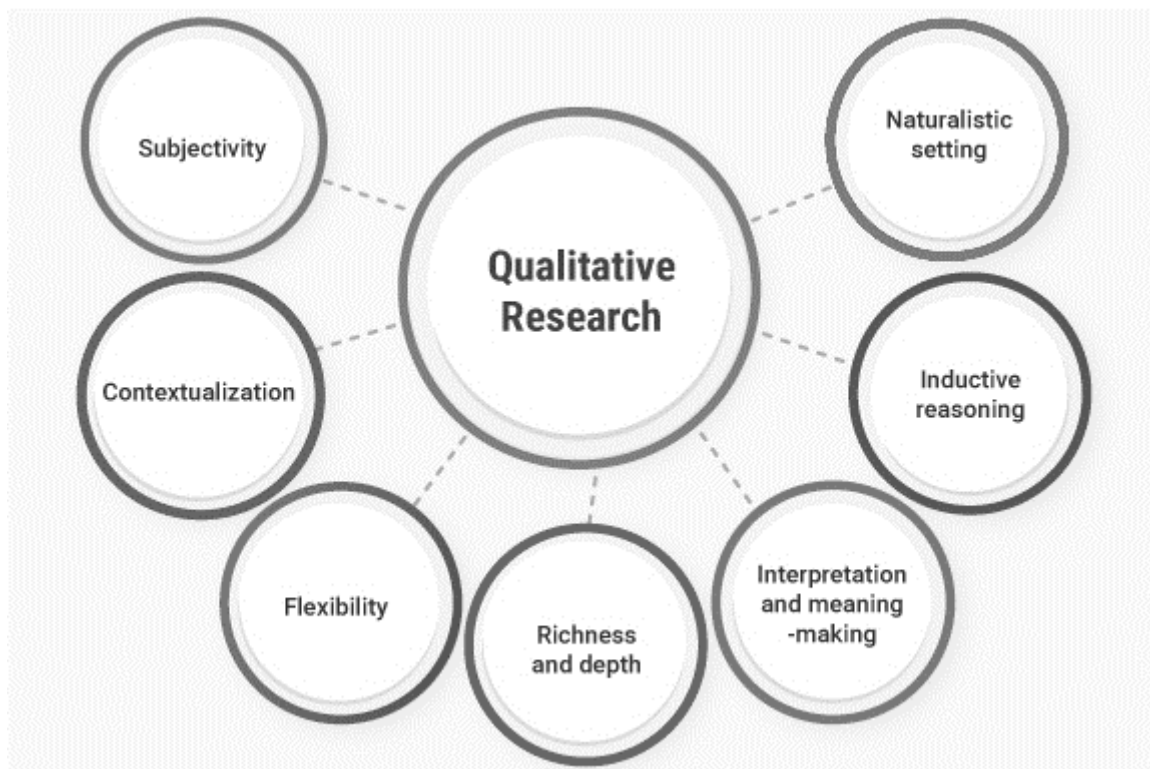 Subjectivity
Naturalistic
setting
Qualitative
Research
Contextualization
Inductive
reasoning
Flexibility
Richness
and depth
Interpretation
and meaning
-making